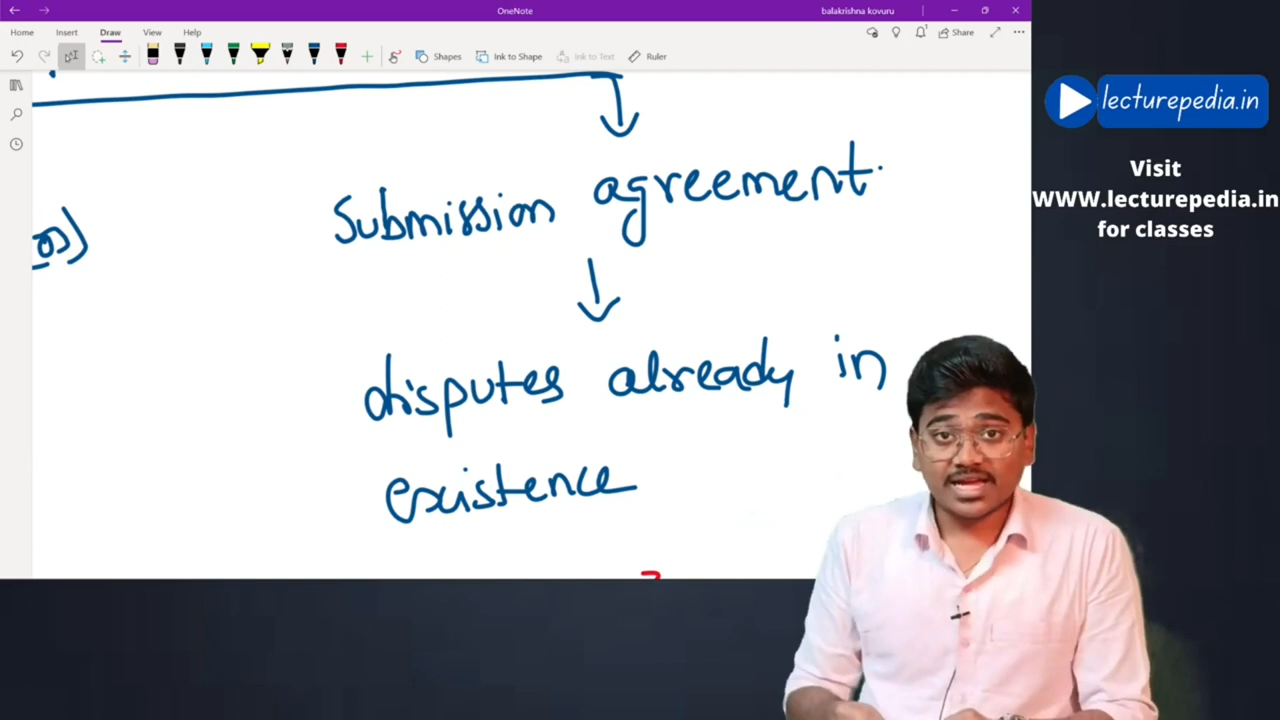 OneNote
balakrishna kovuru
Home Insert Draw View Help
Share
Shapes Ink to Shape Ink to Text Ruler
lecturepedia.in
Visit
WWW.lecturepedia.in
for classes
Submission agreement
disputes already in
existence